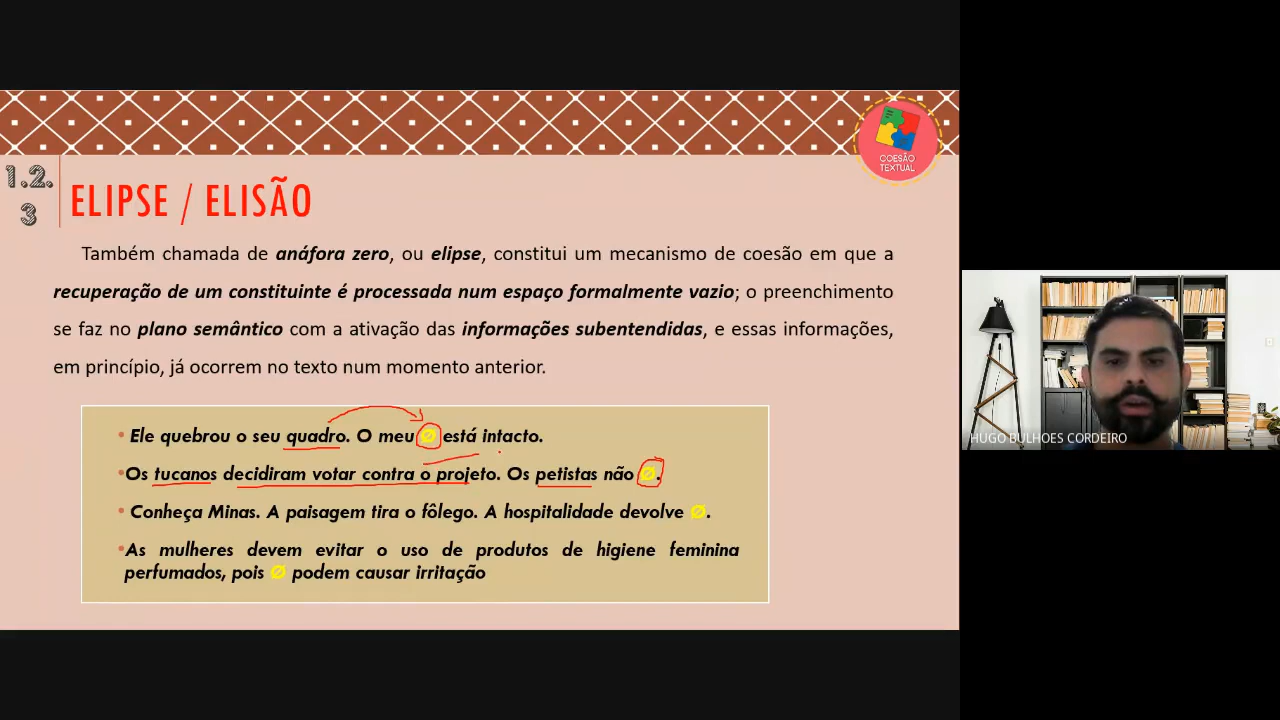 COESÃO
TEXTUAL
1.2.
3
ELIPSE / ELISÃO
Também chamada de anáfora zero, ou elipse, constitui um mecanismo de coesão em que a
recuperação de um constituinte é processada num espaço formalmente vazio; o preenchimento
se faz no plano semântico com a ativação das informações subentendidas, e essas informações,
em princípio, já ocorrem no texto num momento anterior.
• Ele quebrou o seu quadro. O meu Ø está intacto.
•Os tucanos decidiram votar contra o projeto. Os petistas não Ø.
• Conheça Minas. A paisagem tira o fôlego. A hospitalidade devolve Ø.
•As mulheres devem evitar o uso de produtos de higiene feminina
perfumados, pois Ø podem causar irritação
HUGO BULHOES CORDEIRO